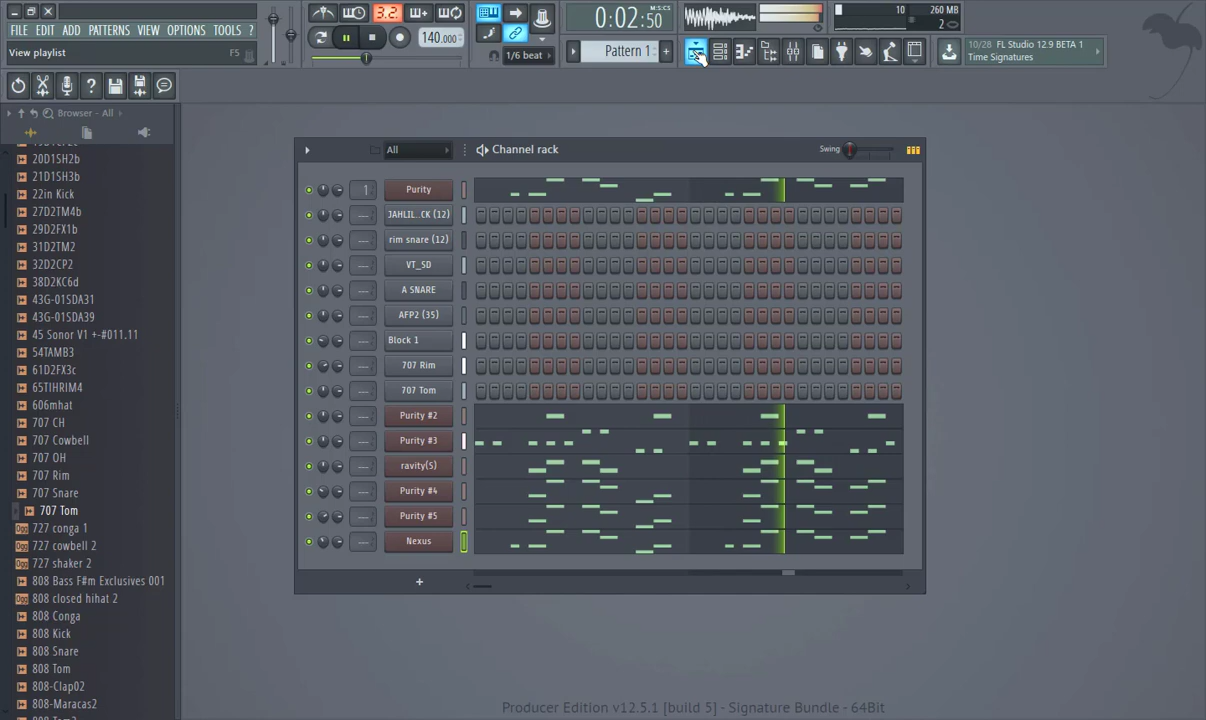 0:02:50
M:S:CS
10
260 MB
2
FILE EDIT ADD PATTERNS VIEW OPTIONS TOOLS ?
3.2
140.000
View playlist F5
1/6 beat
Pattern 1
10/28 FL Studio 12.9 BETA 1
Time Signatures
Browser - All
20D1SH2b
21D1SH3b
22in Kick
27D2TM4b
29D2FX1b
31D2TM2
32D2CP2
38D2KC6d
43G-01SDA31
43G-01SDA39
45 Sonor V1 +-#011.11
54TAMB3
61D2FX3c
65TIHRIM4
606mhat
707 CH
707 Cowbell
707 OH
707 Rim
707 Snare
707 Tom
727 conga 1
727 cowbell 2
727 shaker 2
808 Bass F#m Exclusives 001
808 closed hihat 2
808 Conga
808 Kick
808 Snare
808 Tom
808-Clap02
808-Maracas2
All
Channel rack
Swing
1 Purity
JAHLIL..CK (12)
rim snare (12)
VT_SD
A SNARE
AFP2 (35)
Block 1
707 Rim
707 Tom
Purity #2
Purity #3
ravity(5)
Purity #4
Purity #5
Nexus
+
Producer Edition v12.5.1 [build 5] - Signature Bundle - 64Bit